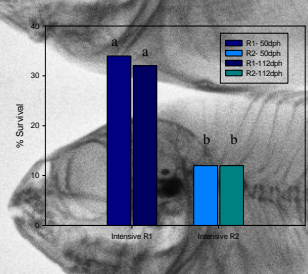 40
R1- 50dph
R2- 50dph
R1-112dph
R2-112dph
a
a
30
% Survival
20
b b
10
0
Intensive R1 Intensive R2